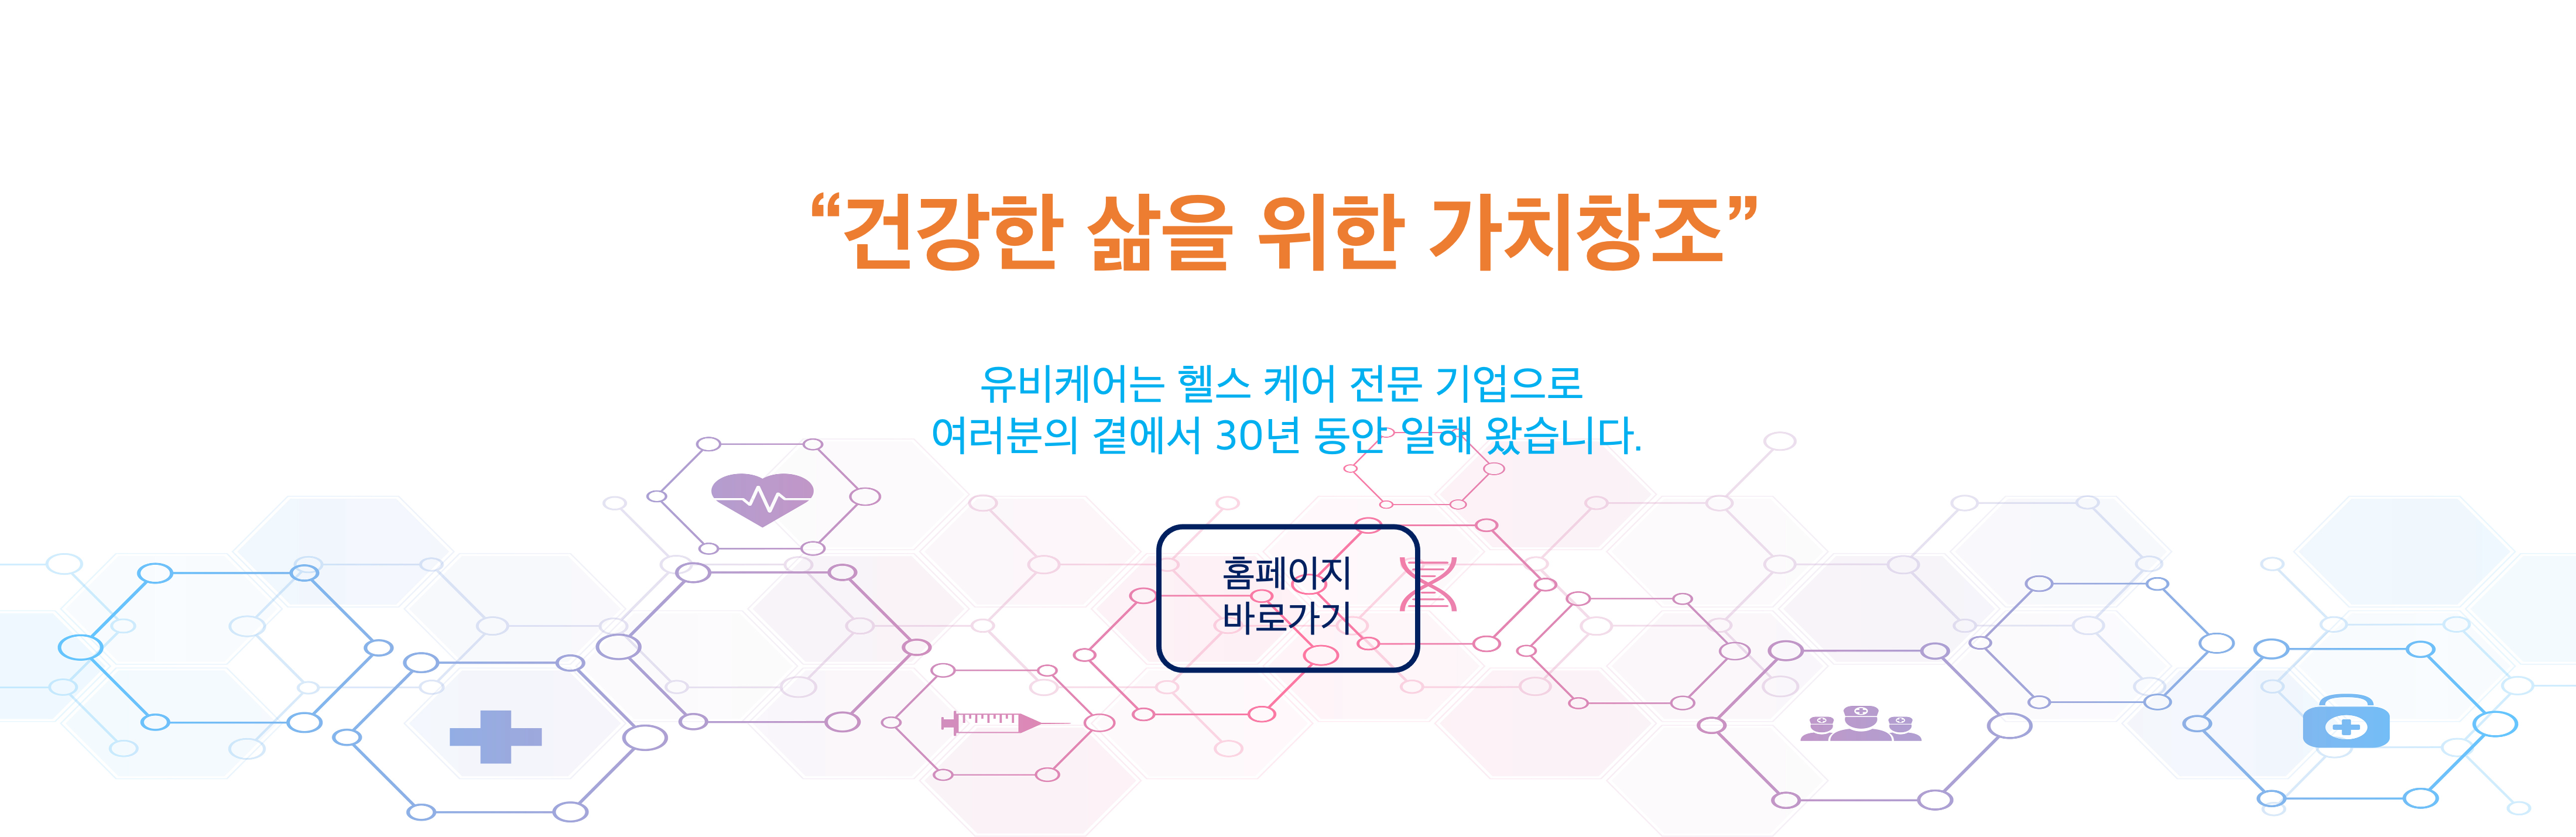 “건강한 삶을 위한 가치창조”
유비케어는 헬스 케어 전문 기업으로
여러분의 곁에서 30년 동안 일해 왔습니다.
홈페이지
바로가기